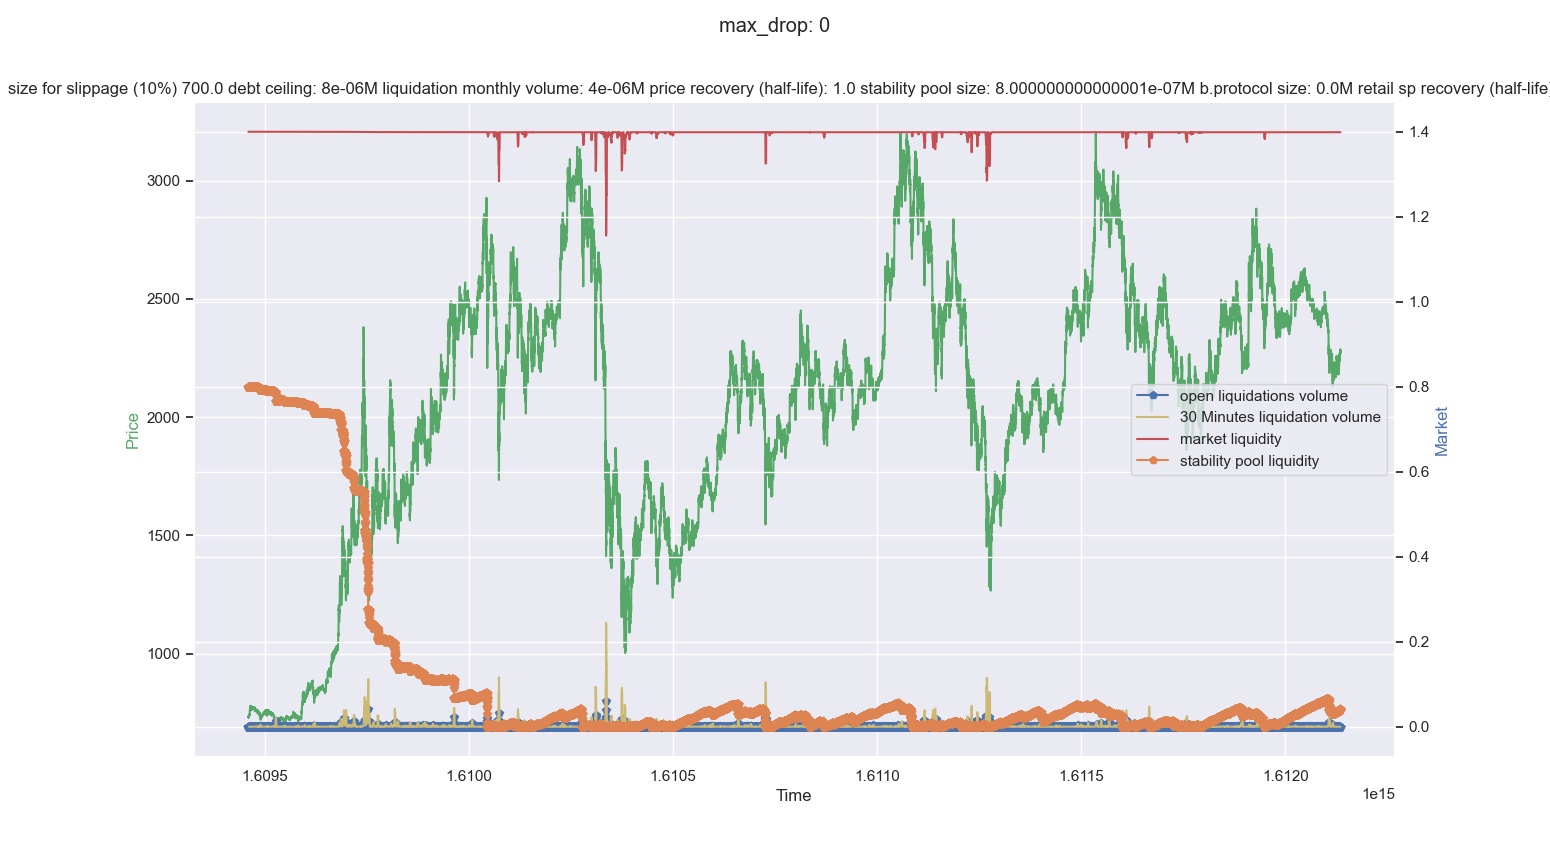 max_drop: 0
size for slippage (10%) 700.0 debt ceiling: 8e-06M liquidation monthly volume: 4e-06M price recovery (half-life): 1.0 stability pool size: 8.000000000000001e-07M b.protocol size: 0.0M retail sp recovery (half-life)
3000
2500
2000
1500
1000
Price
1.4
1.2
1.0
0.8
0.6
0.4
0.2
0.0
Market
open liquidations volume
30 Minutes liquidation volume
market liquidity
stability pool liquidity
1.6095 1.6100 1.6105 1.6110 1.6115 1.6120
Time
1e15